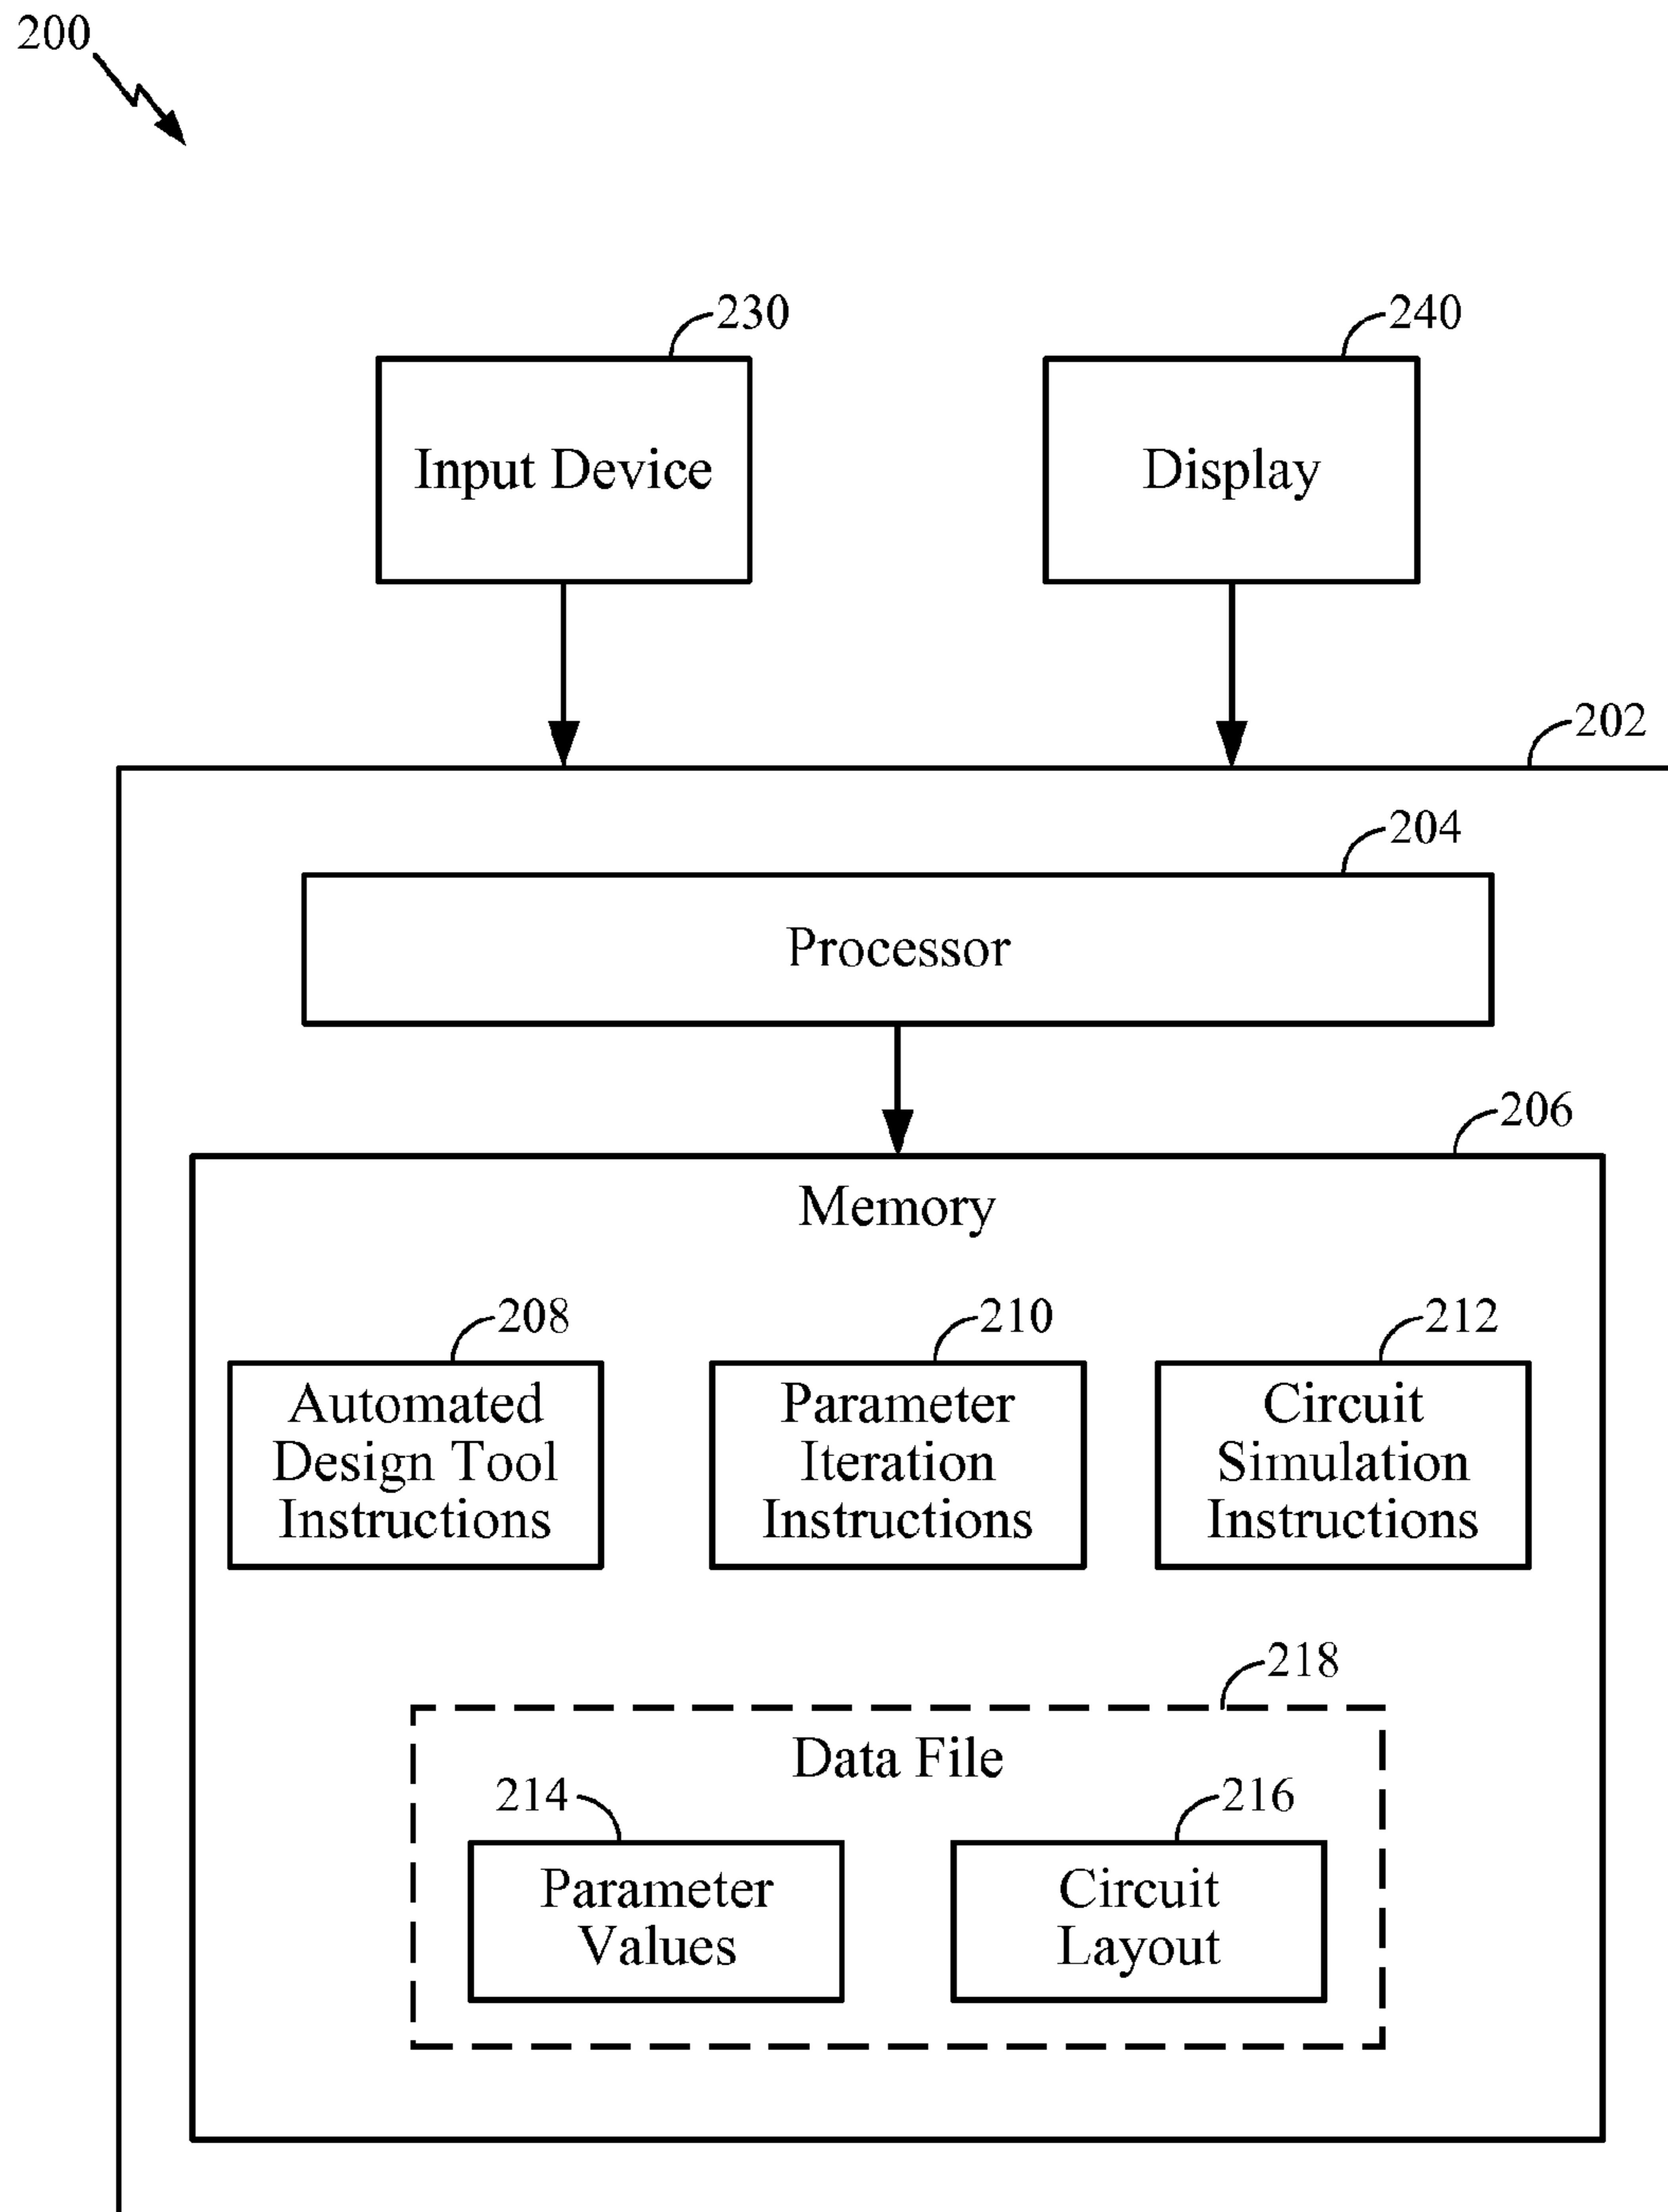 200
230
240
Input Device
Display
202
204
Processor
206
Memory
208
210
212
Automated
Design Tool
Instructions
Parameter
Iteration
Instructions
Circuit
Simulation
Instructions
218
Data File
214
216
Parameter
Values
Circuit
Layout